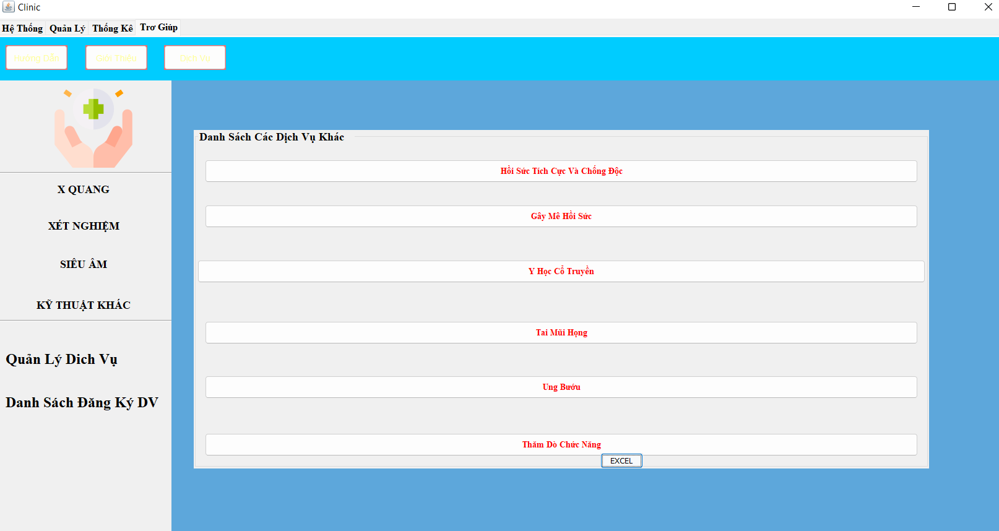 Clinic
Hệ Thống Quản Lý Thống Kê Trơ Giúp
Hướng Dẫn Giới Thiệu Dịch Vụ
Danh Sách Các Dịch Vụ Khác
Hồi Sức Tích Cực Và Chống Độc
Gây Mê Hồi Sức
Y Học Cổ Truyền
Tai Mũi Họng
Ung Bướu
Thăm Dò Chức Năng
EXCEL
X QUANG
XÉT NGHIỆM
SIÊU ÂM
KỸ THUẬT KHÁC
Quản Lý Dich Vụ
Danh Sách Đăng Ký DV